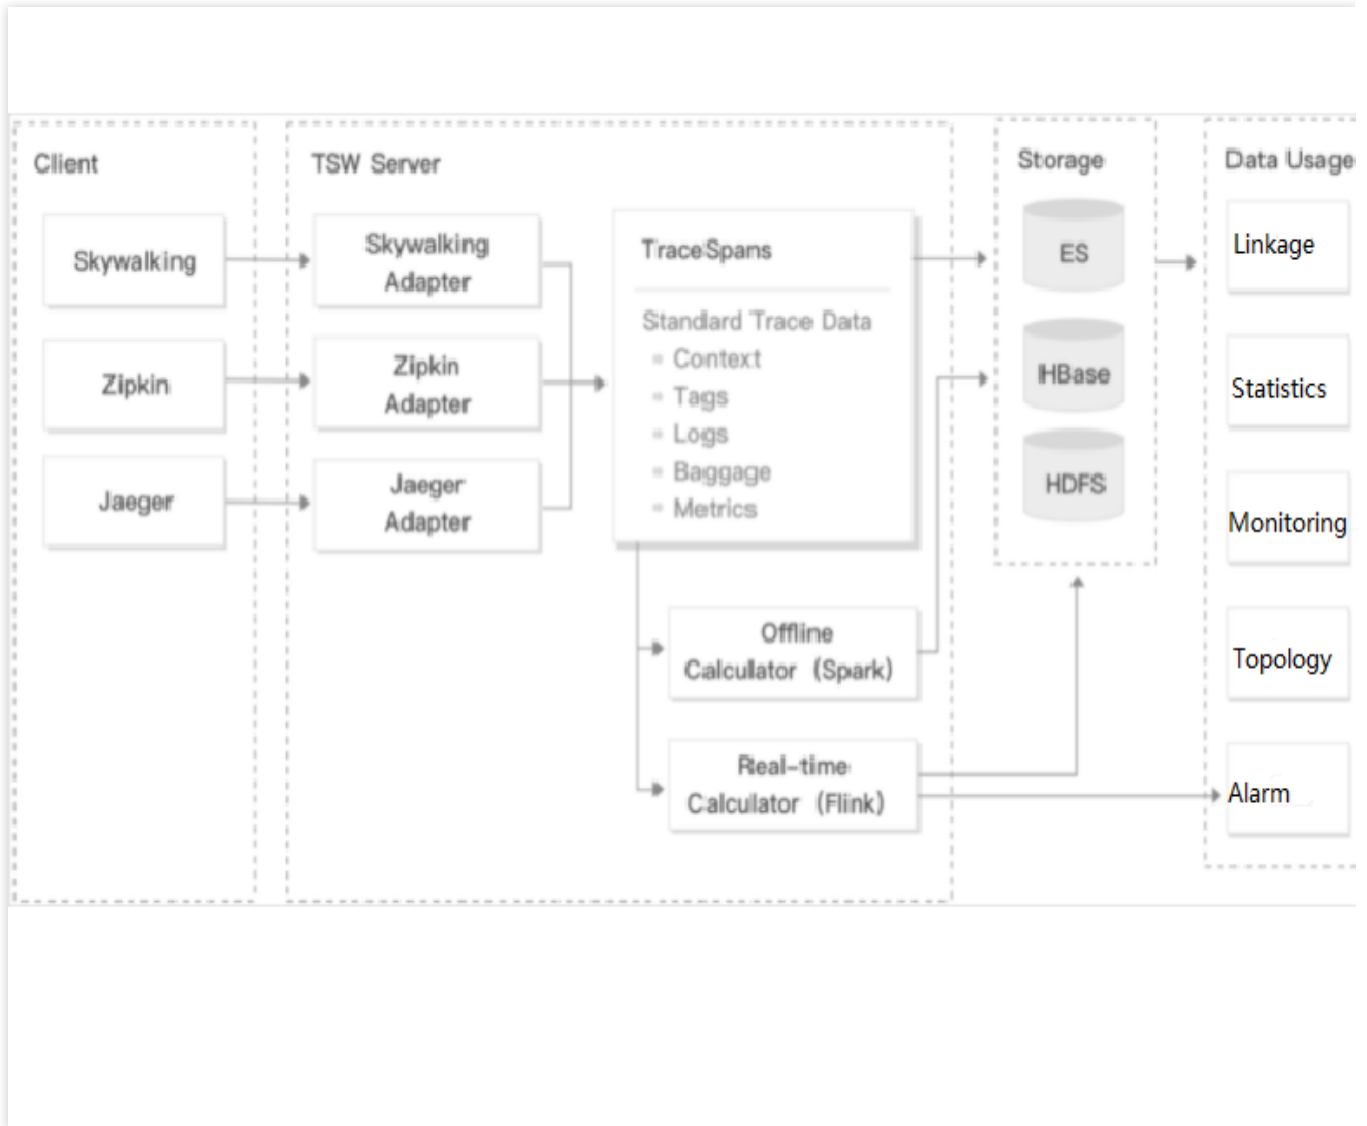 Client
Skywalking
Zipkin
Jaeger
TSW Server
Skywalking
Adapter
Zipkin
Adapter
Jaeger
Adapter
TraceSpans
Standard Trace Data
Context
Tags
Logs
Baggage
Metrics
Offline
Calculator (Spark)
Real-time
Calculator (Flink)
Storage
ES
HBase
HDFS
Data Usage
Linkage
Statistics
Monitoring
Topology
Alarm